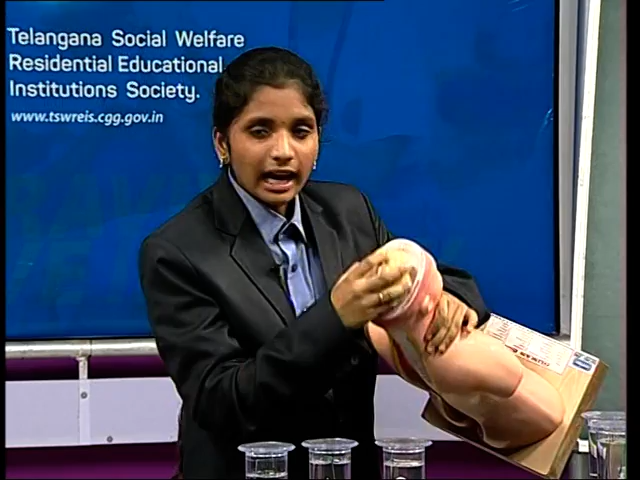 Telangana Social Welfare
Residential Educational
Institutions Society.
www.tswreis.cgg.gov.in